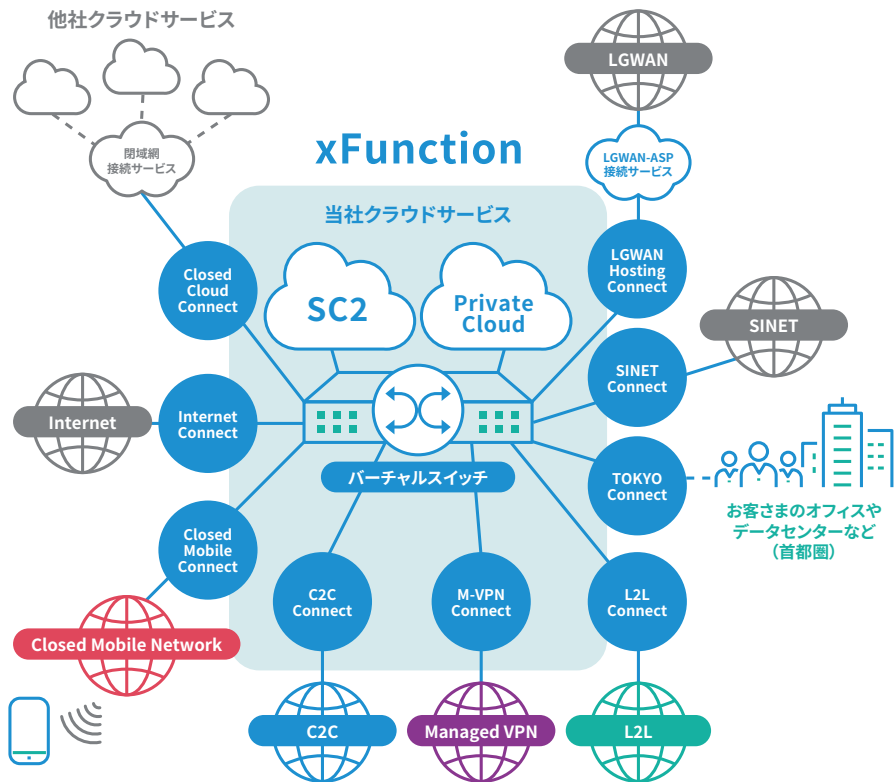 他社クラウドサービス
LGWAN
閉域網
接続サービス
xFunction
LGWAN-ASP
接続サービス
当社クラウドサービス
Closed
Cloud
Connect
SC2
Private
Cloud
LGWAN
Hosting
Connect
SINET
Internet
Internet
Connect
SINET
Connect
バーチャルスイッチ
TOKYO
Connect
お客さまのオフィスや
データセンターなど
（首都圏）
Closed
Mobile
Connect
C2C
Connect
M-VPN
Connect
L2L
Connect
Closed Mobile Network
C2C
Managed VPN
L2L